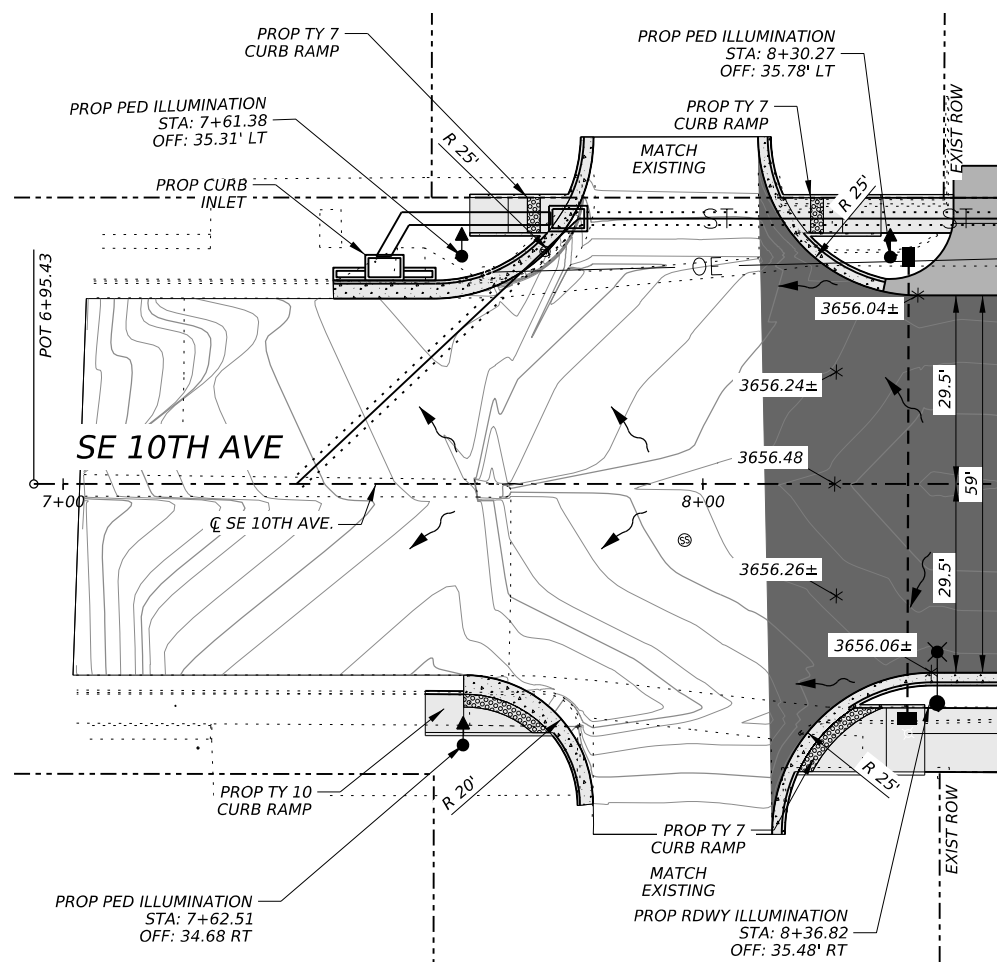 PROP TY 7
CURB RAMP
PROP PED ILLUMINATION
STA: 8+30.27
OFF: 35.78' LT
PROP PED ILLUMINATION
STA: 7+61.38
OFF: 35.31' LT
R 25'
PROP TY 7
CURB RAMP
EXIST ROW
MATCH
EXISTING
PROP CURB
INLET
R 25'
ST
ST
OE
POT 6+95.43
3656.04±
3656.24±
29.5'
SE 10TH AVE
3656.48
59'
7+00
8+00
℄ SE 10TH AVE.
SS
3656.26±
29.5'
3656.06±
PROP TY 10
CURB RAMP
R 20'
R 25'
PROP TY 7
CURB RAMP
EXIST ROW
MATCH
EXISTING
PROP PED ILLUMINATION
STA: 7+62.51
OFF: 34.68 RT
PROP RDWY ILLUMINATION
STA: 8+36.82
OFF: 35.48' RT